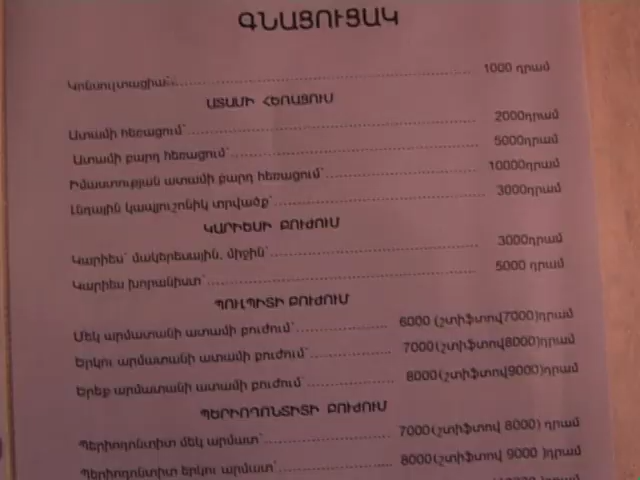 ԳՆԱՑՈՒՑԱԿ
Կոնսուլտացիա՝ 1000 դրամ
ԱՏԱՄԻ ՀԵՌԱՑՈՒՄ
Ատամի հեռացում՝ 2000դրամ
Ատամի բարդ հեռացում՝ 5000դրամ
Իմաստության ատամի բարդ հեռացում՝ 10000դրամ
Լնդային կապյուշոնիկ տրվածք՝ 3000դրամ
ԿԱՐԻԵՍԻ ԲՈՒԺՈՒՄ
Կարիես՝ մակերեսային, միջին՝ 3000դրամ
Կարիես խորանիստ՝ 5000 դրամ
ՊՈՒԼՊԻՏԻ ԲՈՒԺՈՒՄ
Մեկ արմատանի ատամի բուժում՝ 6000 (շտիֆտով7000)դրամ
Երկու արմատանի ատամի բուժում՝ 7000(շտիֆտով8000)դրամ
Երեք արմատանի ատամի բուժում՝ 8000(շտիֆտով9000)դրամ
ՊԵՐԻՈԴՈՆՏԻՏԻ ԲՈՒԺՈՒՄ
Պերիոդոնտիտ մեկ արմատ՝ 7000(շտիֆտով 8000) դրամ
Պերիոդոնտիտ երկու արմատ՝ 8000(շտիֆտով 9000 )դրամ